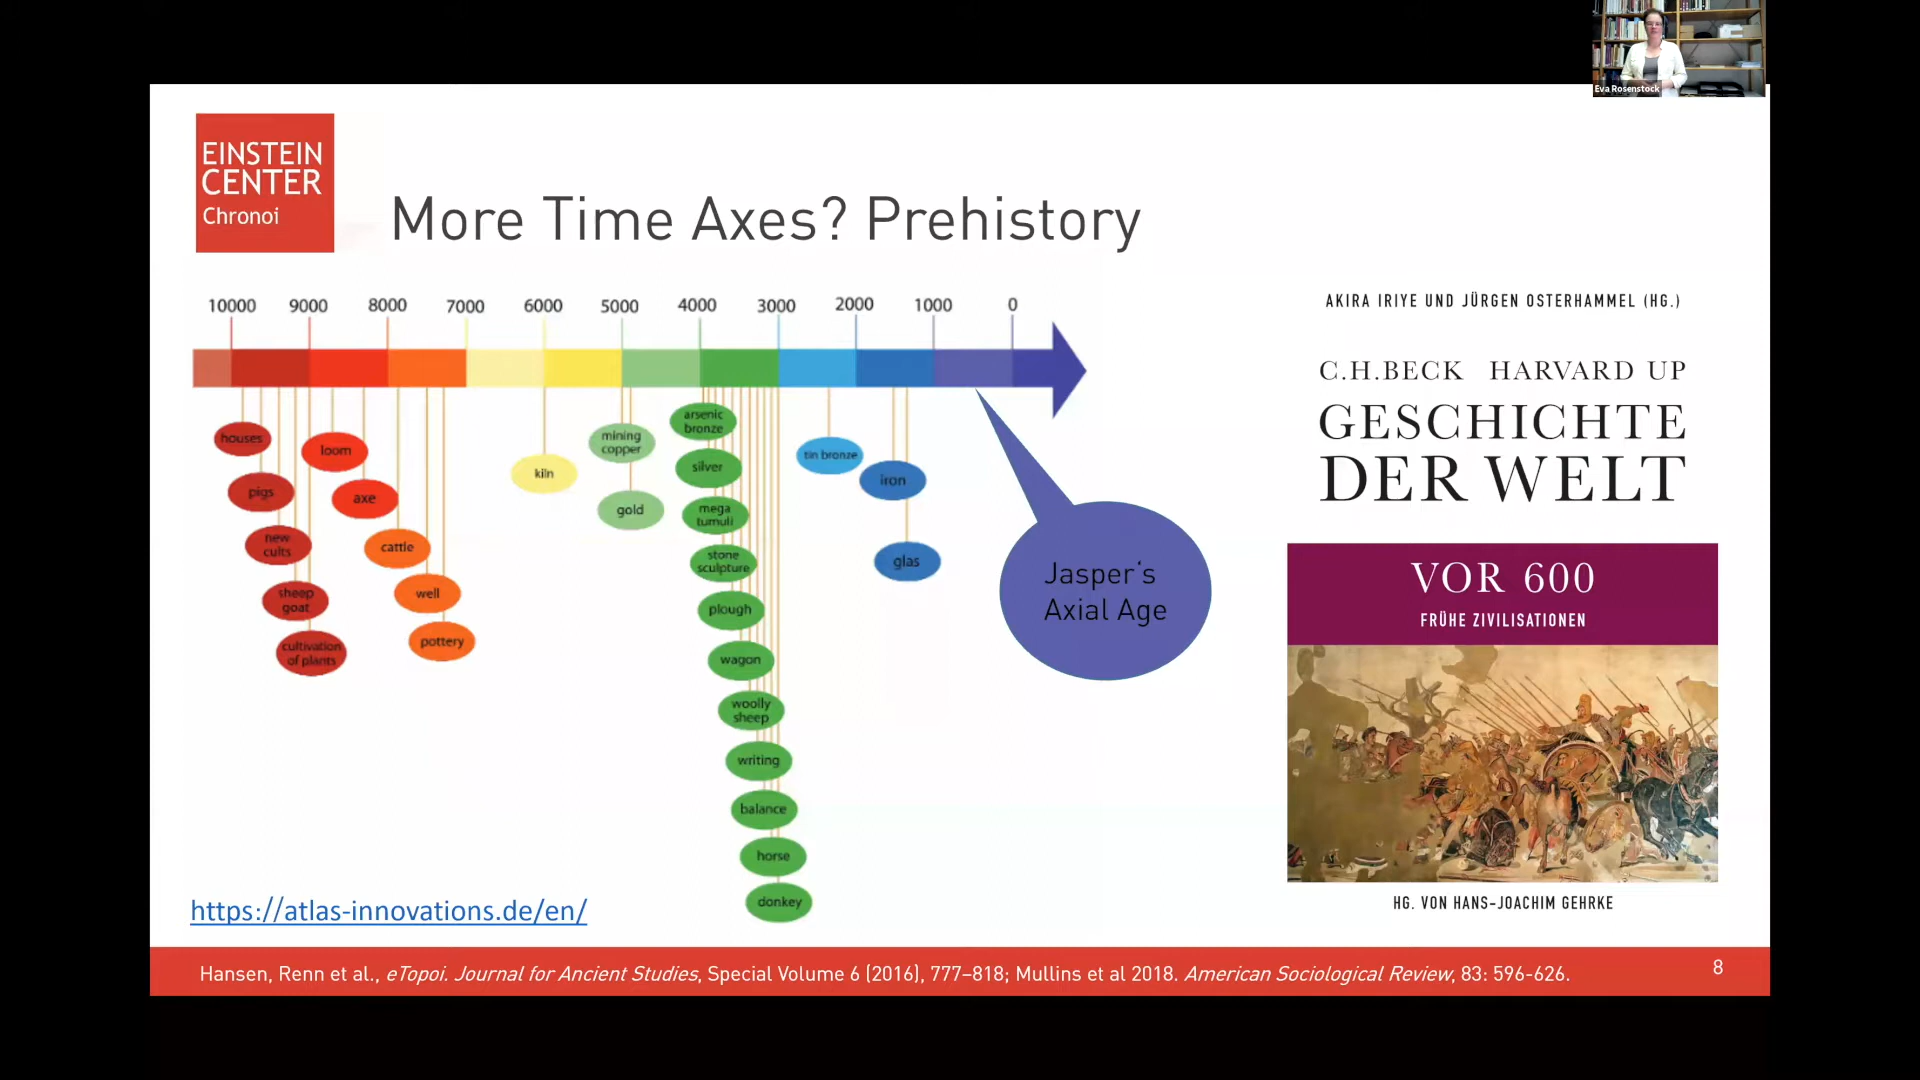 Eva Rosenstock
EINSTEIN
CENTER
Chronoi
More Time Axes? Prehistory
10000 9000 8000 7000 6000 5000 4000 3000 2000 1000 0
houses
pigs
new
cults
sheep
goat
cultivation
of plants
loom
axe
cattle
well
pottery
kiln
mining
copper
gold
arsenic
bronze
silver
mega
tumuli
stone
sculpture
plough
wagon
woolly
sheep
writing
balance
horse
donkey
tin bronze
iron
glas
Jasper‘s
Axial Age
AKIRA IRIYE UND JÜRGEN OSTERHAMMEL (HG.)
C.H.BECK HARVARD UP
GESCHICHTE
DER WELT
VOR 600
FRÜHE ZIVILISATIONEN
HG. VON HANS-JOACHIM GEHRKE
https://atlas-innovations.de/en/
Hansen, Renn et al., eTopoi. Journal for Ancient Studies, Special Volume 6 (2016), 777–818; Mullins et al 2018. American Sociological Review, 83: 596-626.
8